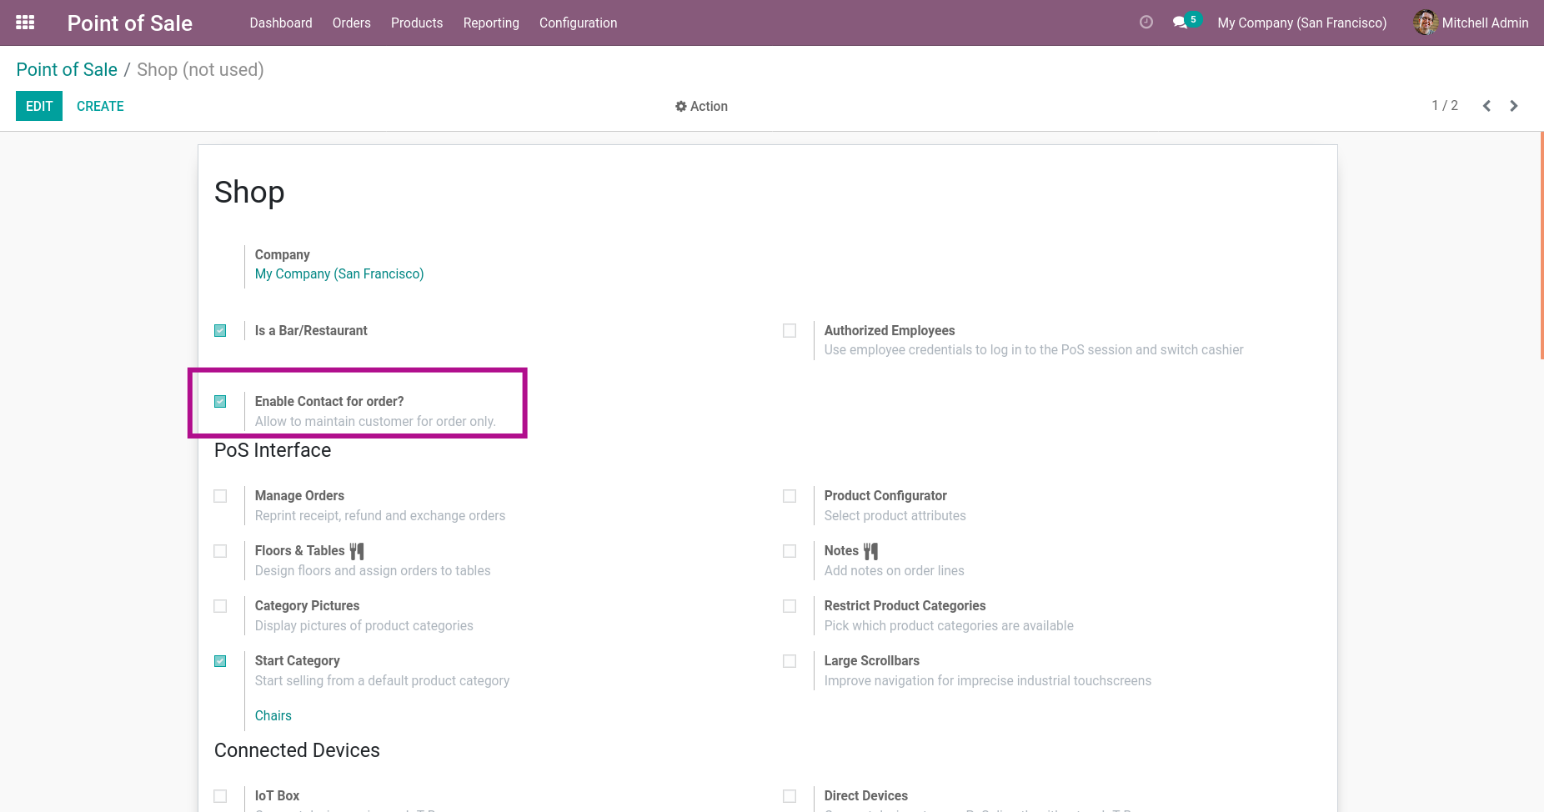 Point of Sale Dashboard Orders Products Reporting Configuration 5 My Company (San Francisco) Mitchell Admin
Point of Sale / Shop (not used)
EDIT CREATE Action 1 / 2
Shop
Company
My Company (San Francisco)
Is a Bar/Restaurant
Authorized Employees
Use employee credentials to log in to the PoS session and switch cashier
Enable Contact for order?
Allow to maintain customer for order only.
PoS Interface
Manage Orders
Reprint receipt, refund and exchange orders
Product Configurator
Select product attributes
Floors & Tables
Design floors and assign orders to tables
Notes
Add notes on order lines
Category Pictures
Display pictures of product categories
Restrict Product Categories
Pick which product categories are available
Start Category
Start selling from a default product category
Chairs
Large Scrollbars
Improve navigation for imprecise industrial touchscreens
Connected Devices
IoT Box
Direct Devices